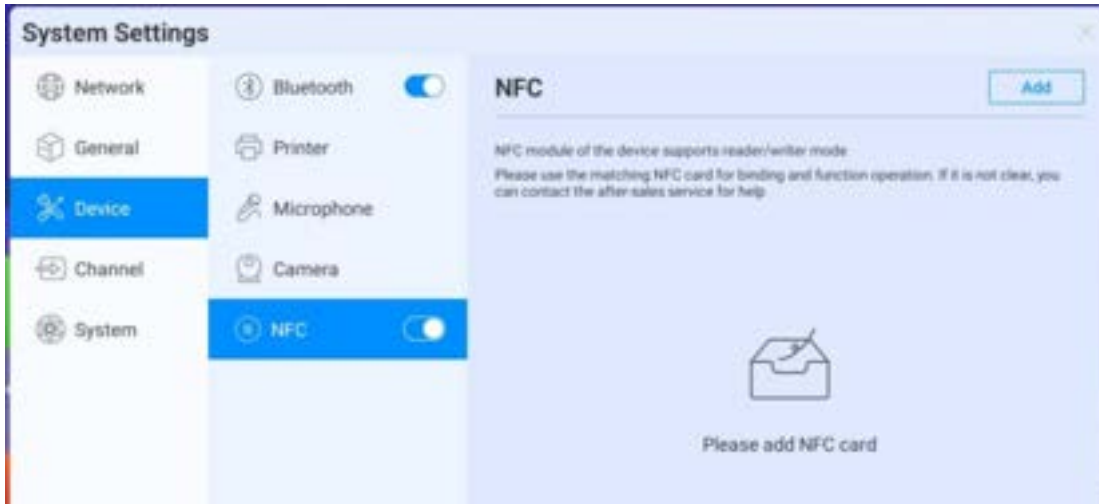 System Settings
Network
General
Device
Channel
System
Bluetooth
Printer
Microphone
Camera
NFC
NFC
Add
NFC module of the device supports reader/writer mode
Please use the matching NFC card for binding and function operation. If it is not clear, you
can contact the after-sales service for help
Please add NFC card